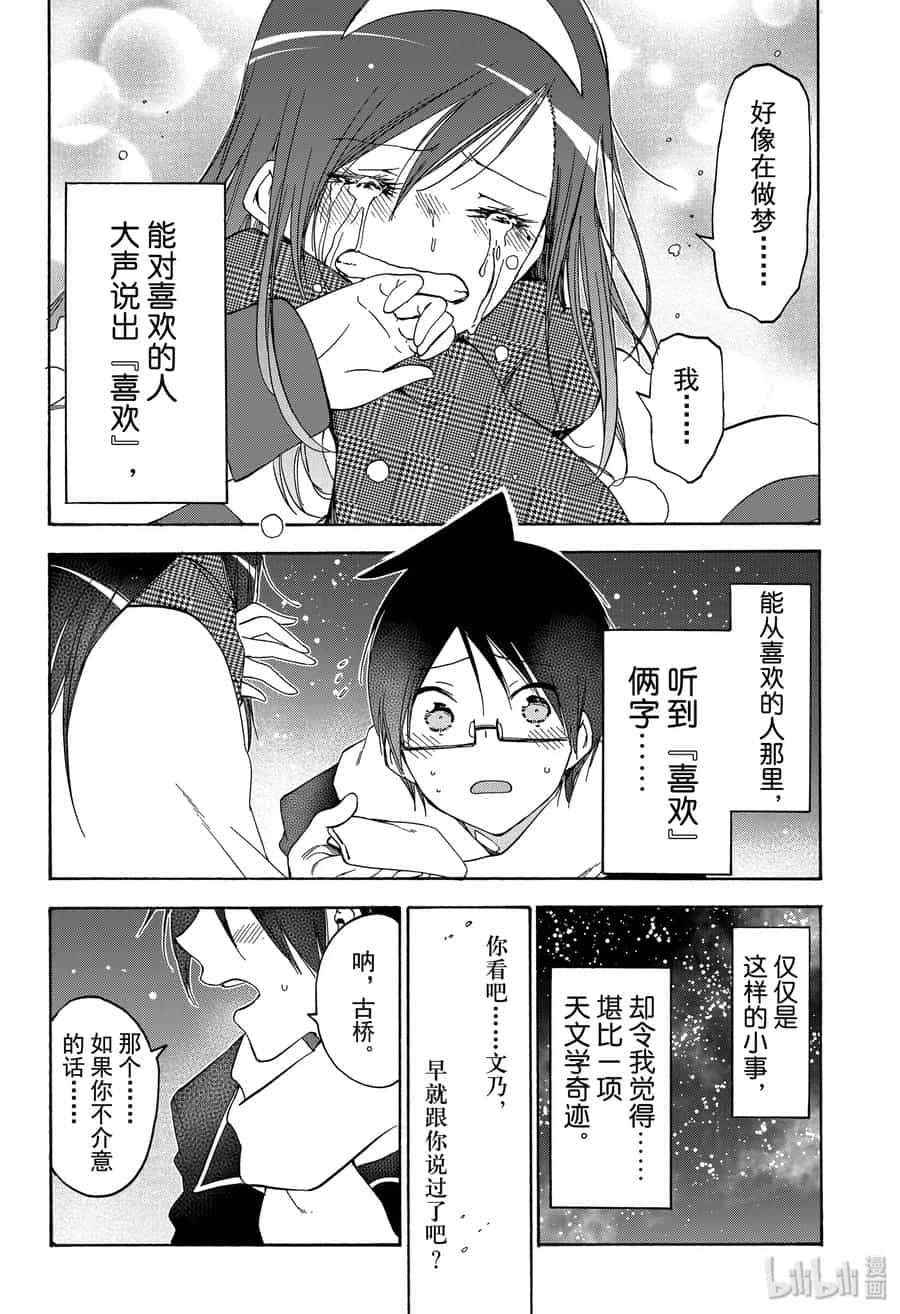 好像在做梦……
我……
能对喜欢的人
大声说出『喜欢』，
能从喜欢的人那里，
听到『喜欢』
俩字……
仅仅是
这样的小事，
却令我觉得……
堪比一项
天文学奇迹。
你看吧……文乃，
早就跟你说过了吧？
呐，古桥。
那个……
如果你不介意
的话……
bilibili漫画